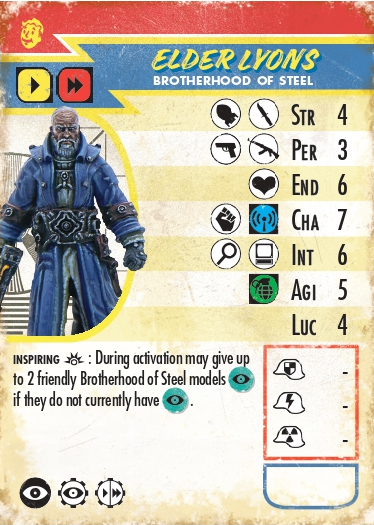 ELDER LYONS
BROTHERHOOD OF STEEL
STR 4
PER 3
END 6
CHA 7
INT 6
AGI 5
LUC 4
INSPIRING : During activation may give up
to 2 friendly Brotherhood of Steel models
if they do not currently have .
-
-
-